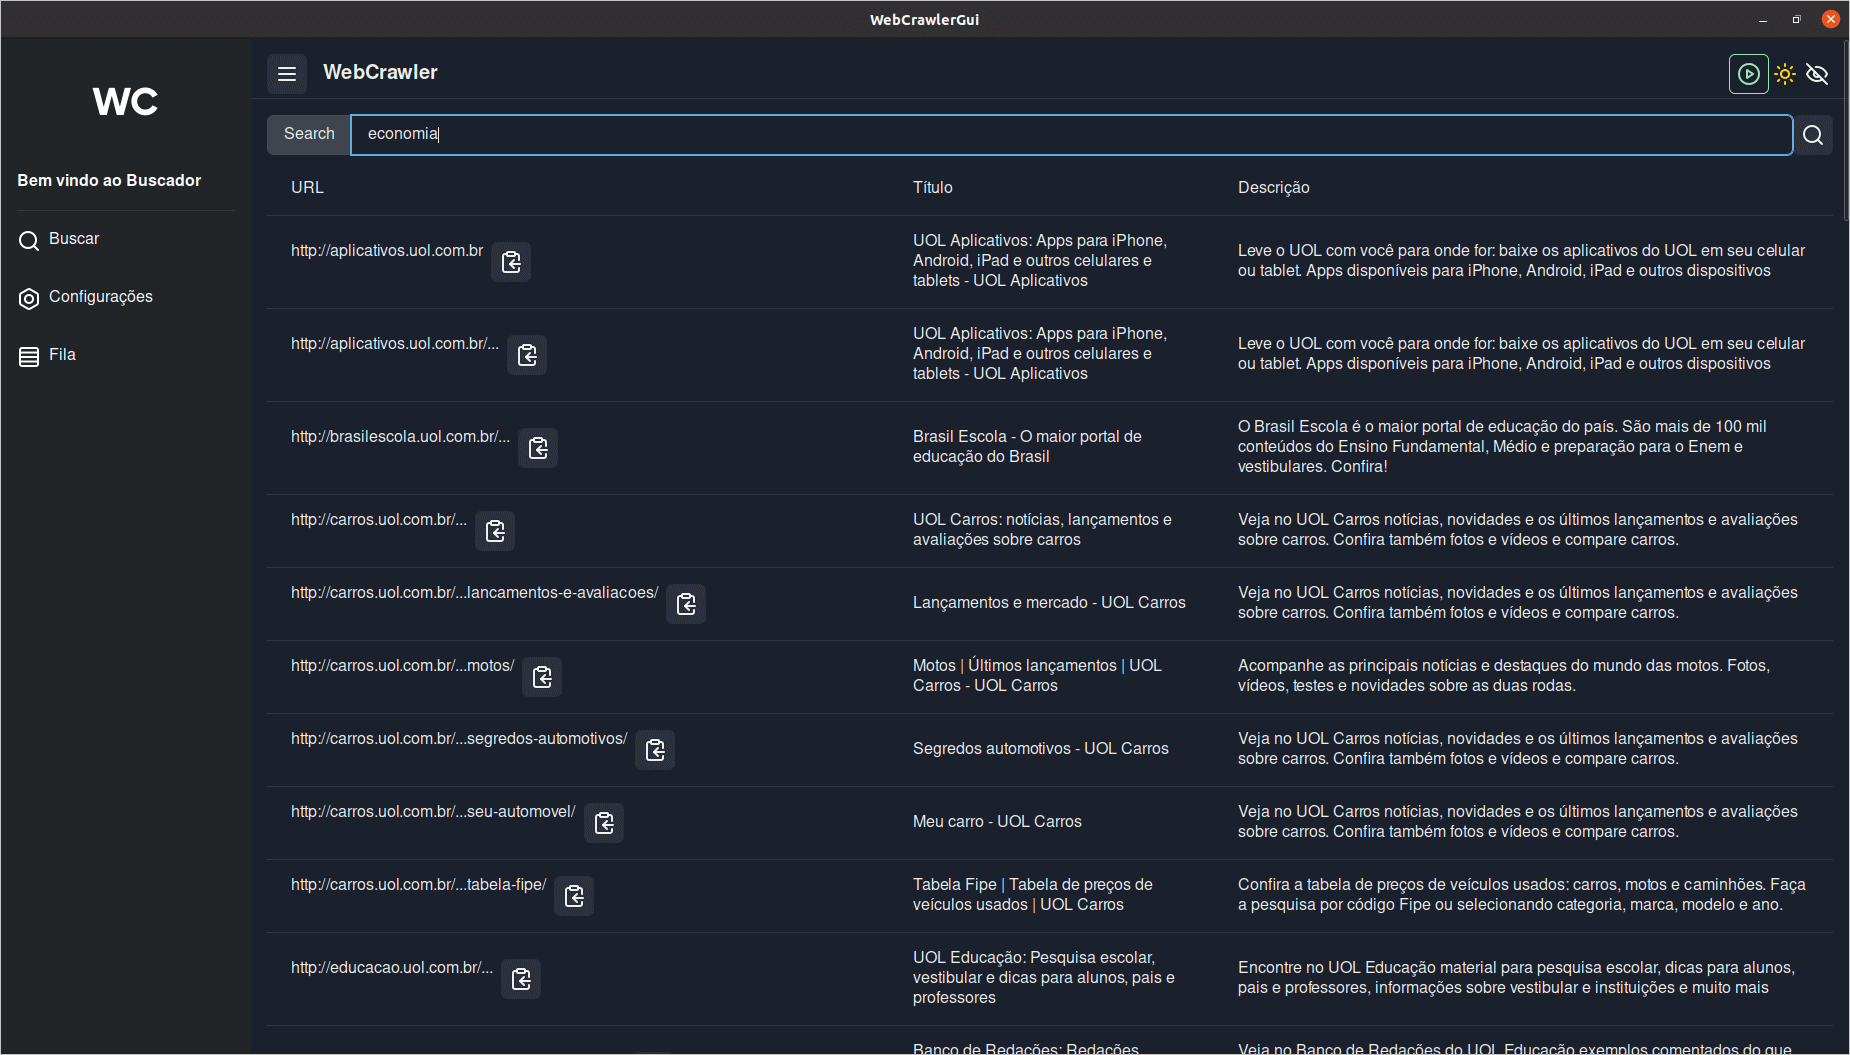 WebCrawlerGui
WC
Bem vindo ao Buscador
Buscar
Configurações
Fila
WebCrawler
Search
economia
URL
Título
Descrição
http://aplicativos.uol.com.br
UOL Aplicativos: Apps para iPhone,
Android, iPad e outros celulares e
tablets - UOL Aplicativos
Leve o UOL com você para onde for: baixe os aplicativos do UOL em seu celular
ou tablet. Apps disponíveis para iPhone, Android, iPad e outros dispositivos
http://aplicativos.uol.com.br/...
UOL Aplicativos: Apps para iPhone,
Android, iPad e outros celulares e
tablets - UOL Aplicativos
Leve o UOL com você para onde for: baixe os aplicativos do UOL em seu celular
ou tablet. Apps disponíveis para iPhone, Android, iPad e outros dispositivos
http://brasilescola.uol.com.br/...
Brasil Escola - O maior portal de
educação do Brasil
O Brasil Escola é o maior portal de educação do país. São mais de 100 mil
conteúdos do Ensino Fundamental, Médio e preparação para o Enem e
vestibulares. Confira!
http://carros.uol.com.br/...
UOL Carros: notícias, lançamentos e
avaliações sobre carros
Veja no UOL Carros notícias, novidades e os últimos lançamentos e avaliações
sobre carros. Confira também fotos e vídeos e compare carros.
http://carros.uol.com.br/...lancamentos-e-avaliacoes/
Lançamentos e mercado - UOL Carros
Veja no UOL Carros notícias, novidades e os últimos lançamentos e avaliações
sobre carros. Confira também fotos e vídeos e compare carros.
http://carros.uol.com.br/...motos/
Motos | Últimos lançamentos | UOL
Carros - UOL Carros
Acompanhe as principais notícias e destaques do mundo das motos. Fotos,
vídeos, testes e novidades sobre as duas rodas.
http://carros.uol.com.br/...segredos-automotivos/
Segredos automotivos - UOL Carros
Veja no UOL Carros notícias, novidades e os últimos lançamentos e avaliações
sobre carros. Confira também fotos e vídeos e compare carros.
http://carros.uol.com.br/...seu-automovel/
Meu carro - UOL Carros
Veja no UOL Carros notícias, novidades e os últimos lançamentos e avaliações
sobre carros. Confira também fotos e vídeos e compare carros.
http://carros.uol.com.br/...tabela-fipe/
Tabela Fipe | Tabela de preços de
veículos usados | UOL Carros
Confira a tabela de preços de veículos usados: carros, motos e caminhões. Faça
a pesquisa por código Fipe ou selecionando categoria, marca, modelo e ano.
http://educacao.uol.com.br/...
UOL Educação: Pesquisa escolar,
vestibular e dicas para alunos, pais e
professores
Encontre no UOL Educação material para pesquisa escolar, dicas para alunos,
pais e professores, informações sobre vestibular e instituições e muito mais
Banco de Redações: Redações
Veja no Banco de Redações do UOL Educação exemplos comentados do que